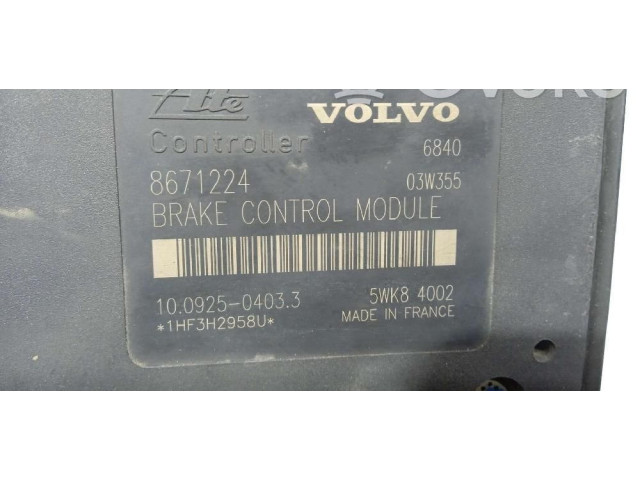 Ate VOLVO
Controller 6840
8671224 03W355
BRAKE CONTROL MODULE
10.0925-0403.3 5WK8 4002
*1HF3H2958U* MADE IN FRANCE